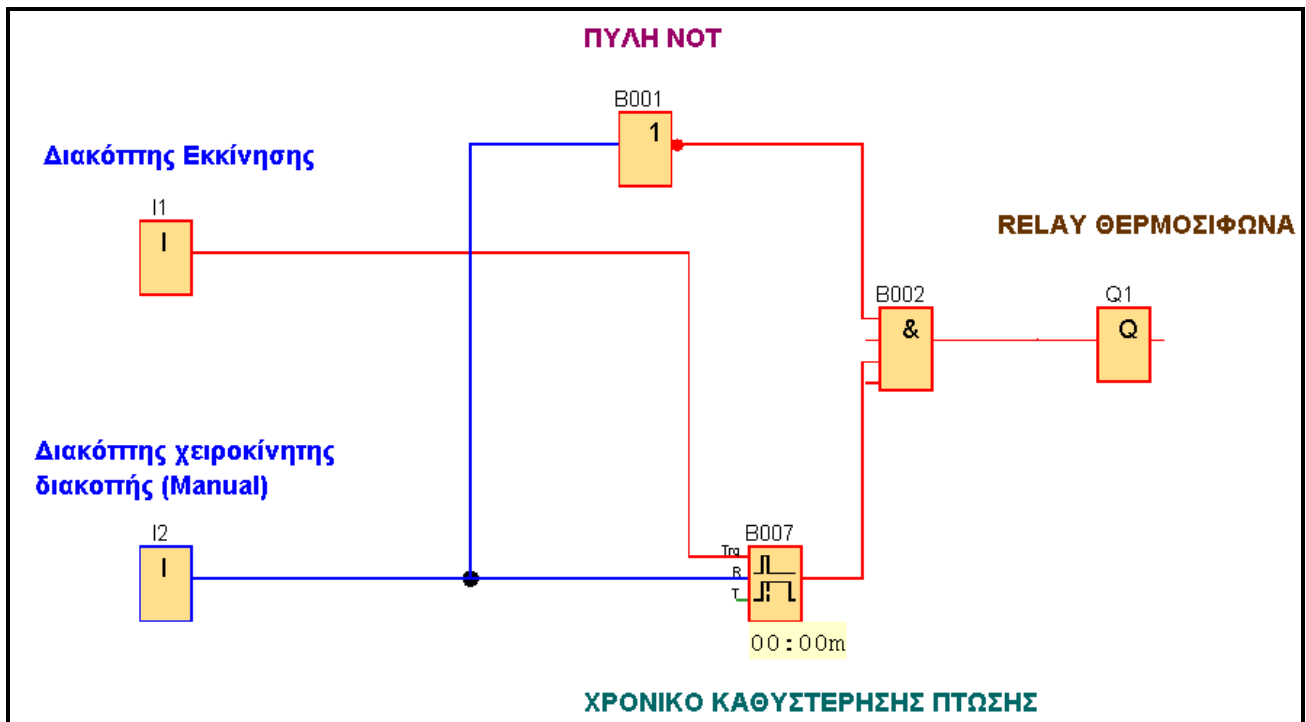 ΠΥΛΗ NOT
B001
1
Διακόπτης Εκκίνησης
I1
I
RELAY ΘΕΡΜΟΣΙΦΩΝΑ
B002
&
Q1
Q
Διακόπτης χειροκίνητης
διακοπής (Manual)
I2
I
B007
Trg
R
T
00:00m
ΧΡΟΝΙΚΟ ΚΑΘΥΣΤΕΡΗΣΗΣ ΠΤΩΣΗΣ